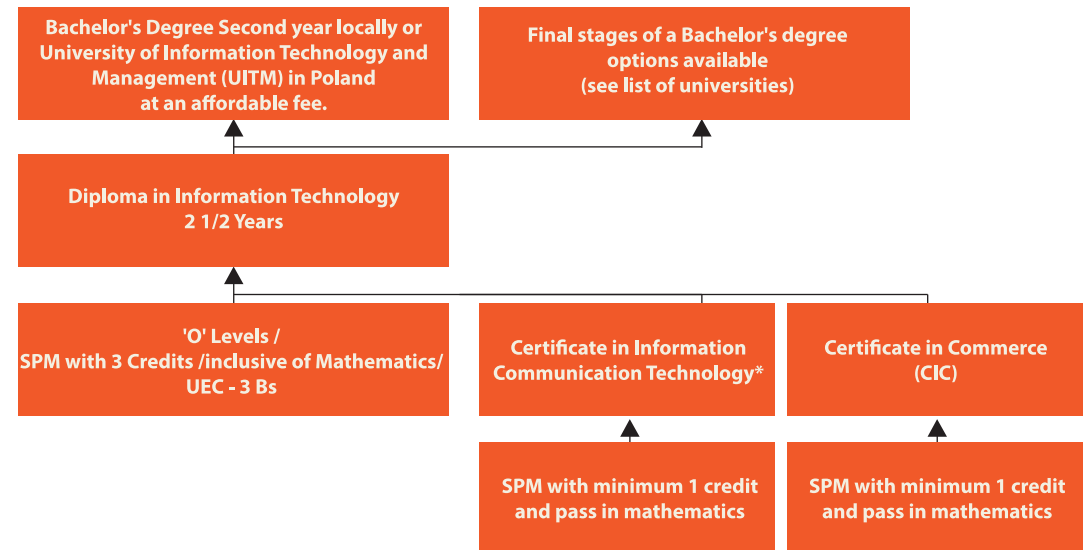 Bachelor's Degree Second year locally or
University of Information Technology and
Management (UITM) in Poland
at an affordable fee.
Final stages of a Bachelor's degree
options available
(see list of universities)
Diploma in Information Technology
2 1/2 Years
'O' Levels /
SPM with 3 Credits /inclusive of Mathematics/
UEC - 3 Bs
Certificate in Information
Communication Technology*
Certificate in Commerce
(CIC)
SPM with minimum 1 credit
and pass in mathematics
SPM with minimum 1 credit
and pass in mathematics